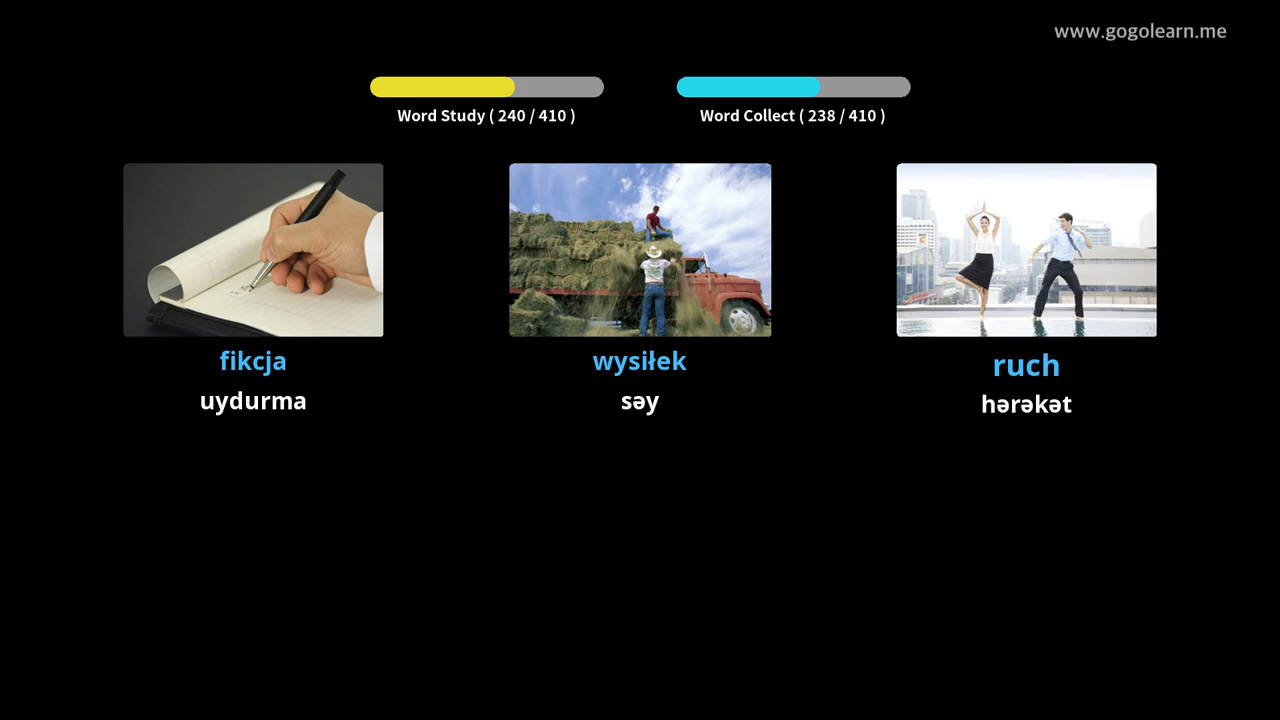 www.gogolearn.me
Word Study ( 240 / 410 )
Word Collect ( 238 / 410 )
fikcja
uydurma
wysiłek
səy
ruch
hərəkət